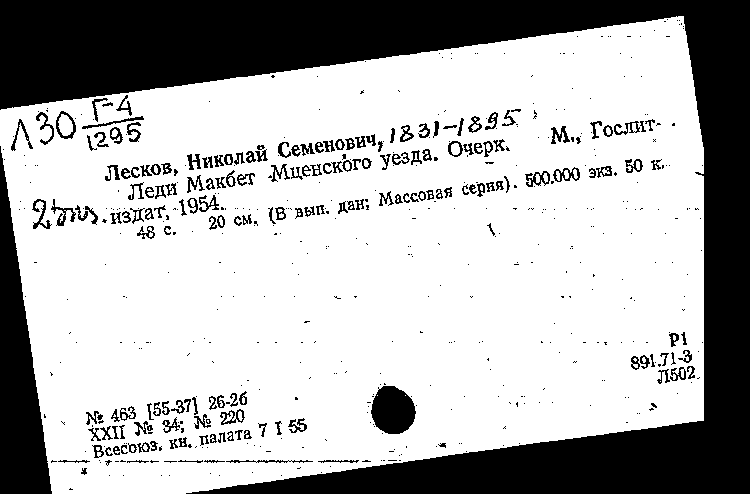 Л30 Г-4
1295
Лесков, Николай Семенович, 1831-1895
Леди Макбет Мценского уезда. Очерк. М., Гослит-
2 экз. издат, 1954.
48 с. 20 см. (В вып. дан: Массовая серия). 500.000 экз. 50 к.
Р1
891.71-3
Л502
№ 463 [55-37] 26-26
XXII № 34; № 220
Всесоюз. кн. палата 7 I 55